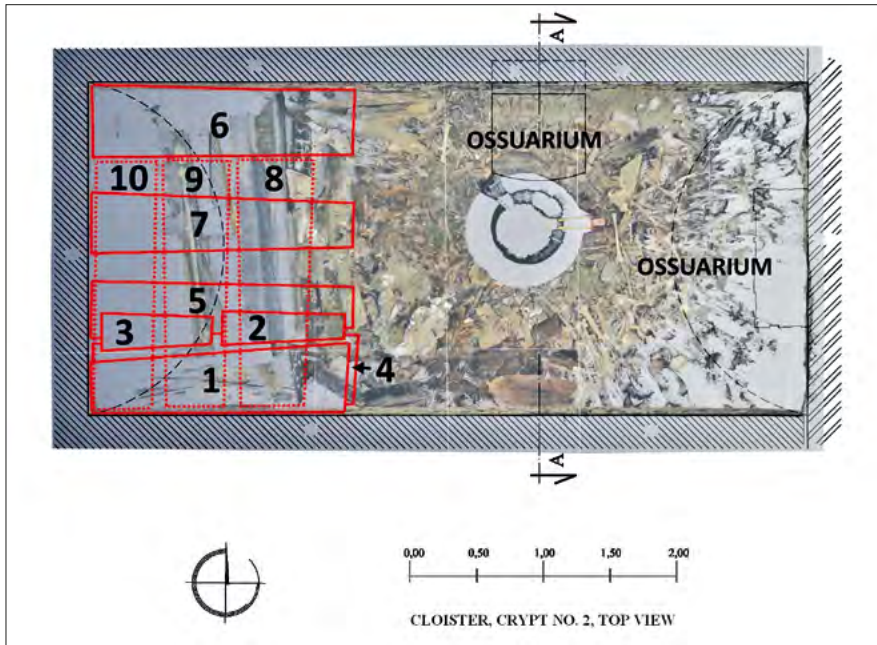 A
6
OSSUARIUM
10 9 8
7
OSSUARIUM
5
3 2
1 4
A
0,00 0,50 1,00 1,50 2,00
CLOISTER, CRYPT NO. 2, TOP VIEW